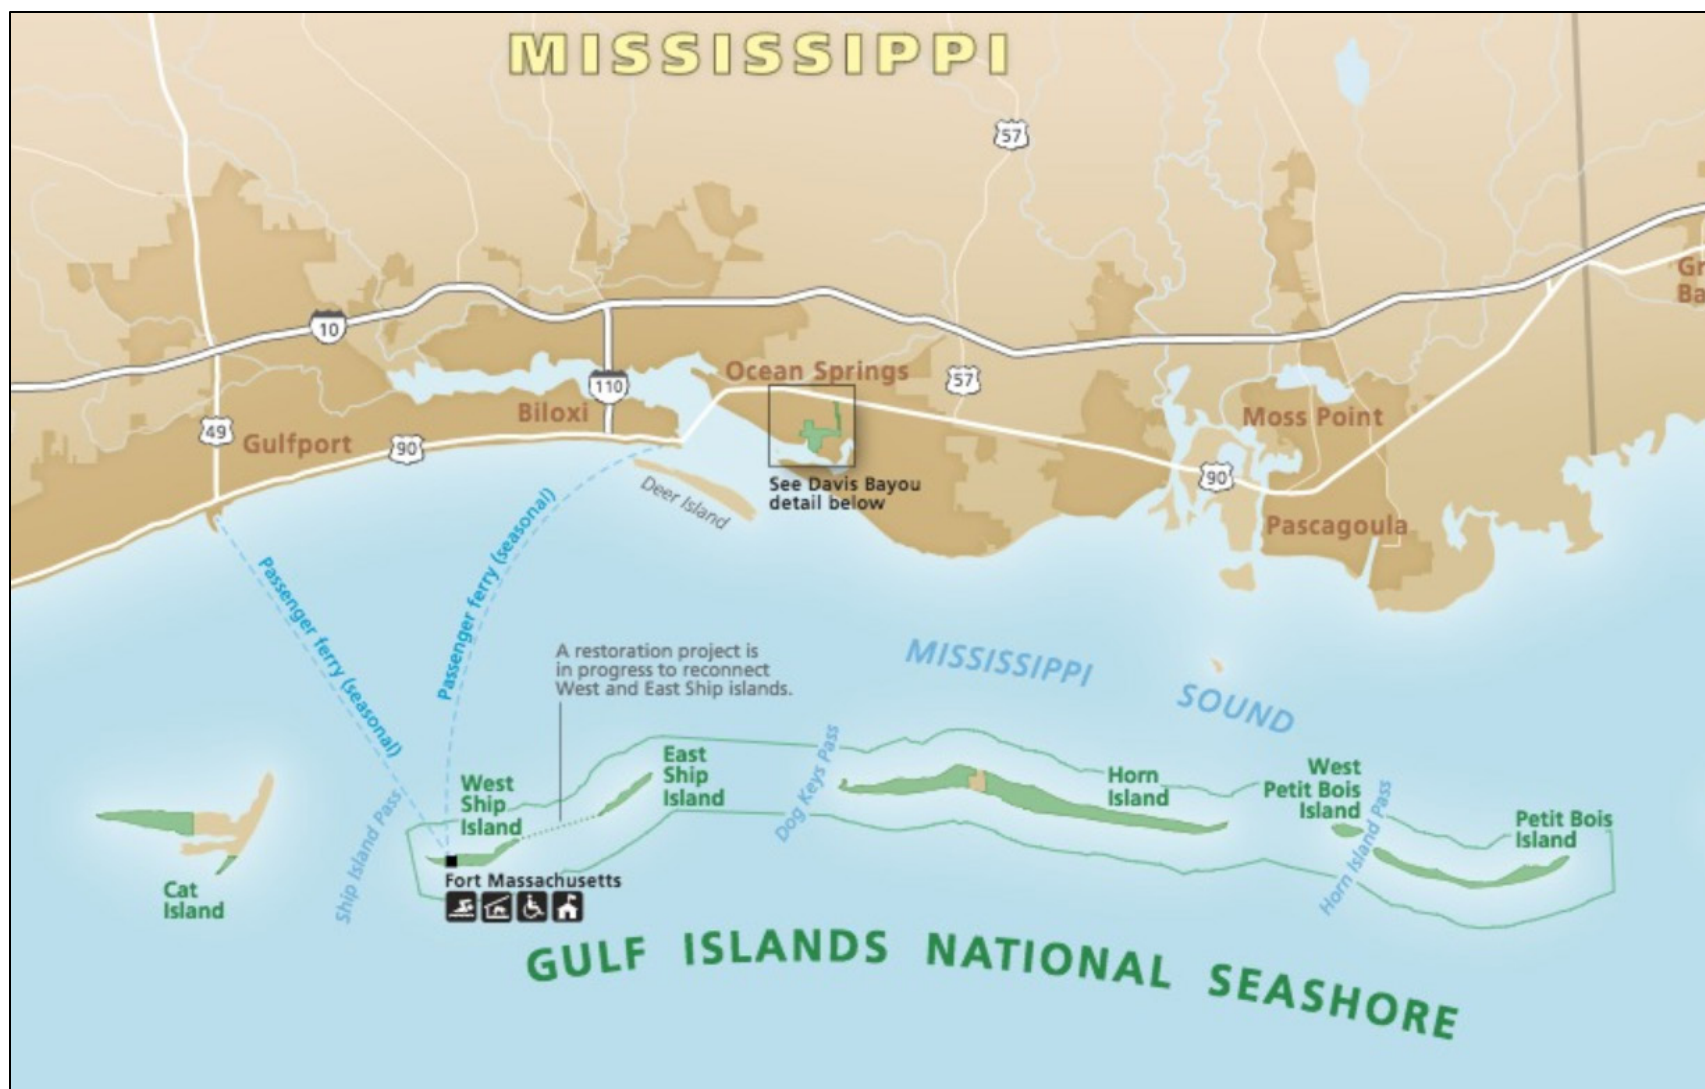 MISSISSIPPI
57
10
Gr
Ba
Ocean Springs
57
110
Biloxi
Moss Point
49
Gulfport
90
90
See Davis Bayou
detail below
Deer Island
Pascagoula
Passenger ferry (seasonal)
Passenger ferry (seasonal)
A restoration project is
in progress to reconnect
West and East Ship islands.
MISSISSIPPI
SOUND
East
Ship
Island
West
Ship
Island
Dog Keys Pass
Horn
Island
West
Petit Bois
Island
Horn Island Pass
Petit Bois
Island
Ship Island Pass
Cat
Island
Fort Massachusetts
GULF ISLANDS NATIONAL SEASHORE